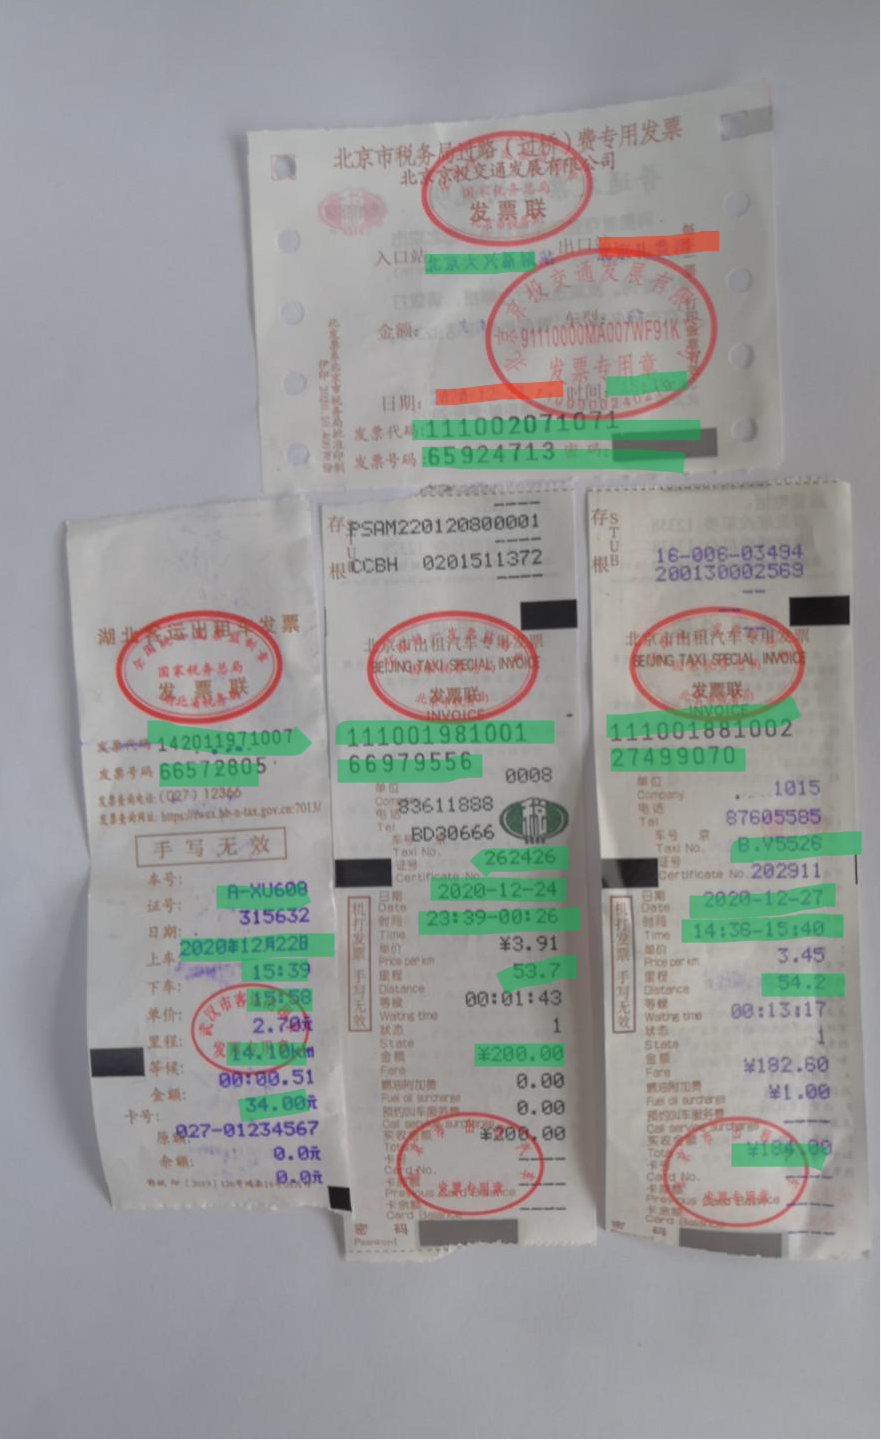 北京市税务局过路(过桥)费专用发票
北京京投交通发展有限公司
国家税务总局
发票联
入口站 北京大兴 站 出口站
金额: 车型:
北京京投交通发展有限公司
91110000MA007WF91K
发票专用章
日期: 时间:
发票代码:111002071071
发票号码:65924713 密码:
湖北客运出租车发票
全国统一发票监制章
国家税务总局
发票联
湖北省税务局
发票代码 142011971007
发票号码 66572805
发票查询电话:(027)12366
手写无效
车号: A-XU608
证号: 315632
日期: 2020年12月22日
上车: 15:39
下车: 15:58
单价: 2.70元
里程: 14.10km
等候: 00:00.51
金额: 34.00元
卡号: 027-01234567
原额: 0.0元
余额: 0.0元
发票专用章
存根
STUB
PSAM220120800001
----
CCBH 0201511372
----
北京市出租汽车专用发票
BEIJING TAXI SPECIAL INVOICE
发票联
INVOICE
111001981001
66979556
单位 0008
Company
电话 83611888
Tel
车号 京 BD30666
Taxi No.
证号 262426
Certificate No.
机打发票 手写无效
日期 2020-12-24
Date
时间 23:39-00:26
Time
单价 ¥3.91
Price per km
里程 53.7
Distance
等候 00:01:43
Wating time
状态 1
State
金额 ¥200.00
Fare
燃油附加费 0.00
Fuel oil surcharge
预约叫车服务费 0.00
Call service surcharge
实收金额 ¥200.00
Total
卡号 ----
Card No.
卡原额 ----
Previous Card Balance
卡余额 ----
Card Balance
发票专用章
密 码
Password
存根
STUB
16-006-03494
200130002569
--
北京市出租汽车专用发票
BEIJING TAXI SPECIAL INVOICE
发票联
INVOICE
111001881002
27499070
单位 1015
Company
电话 87605585
Tel
车号 京
Taxi No. B.Y5526
证号
Certificate No. 202911
机打发票 手写无效
日期 2020-12-27
Date
时间 14:36-15:40
Time
单价 3.45
Price per km
里程 54.2
Distance
等候 00:13:17
Wating time
状态 1
State
金额 ¥182.60
Fare
燃油附加费 ¥1.00
Fuel oil surcharge
预约叫车服务费 ----
Call service surcharge
实收金额 ¥184.00
Total
卡号 ----
Card No.
卡原额 ----
Previous Card Balance
卡余额 ----
Card Balance
发票专用章
密 码
Password